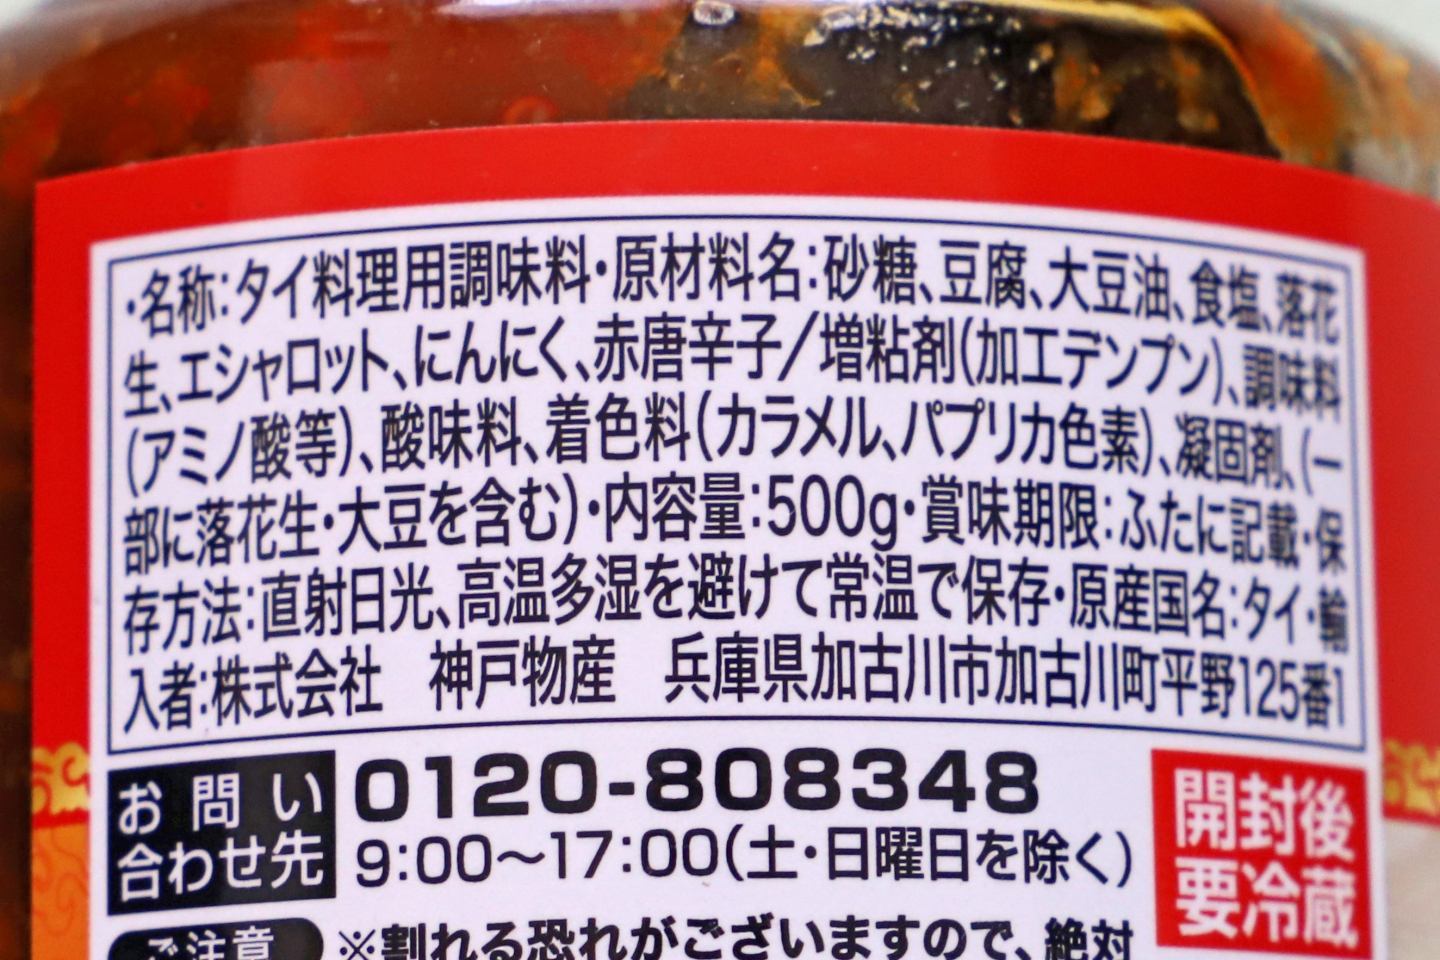 ・名称：タイ料理用調味料・原材料名：砂糖、豆腐、大豆油、食塩、落花
生、エシャロット、にんにく、赤唐辛子／増粘剤(加工デンプン)、調味料
(アミノ酸等)、酸味料、着色料(カラメル、パプリカ色素)、凝固剤、(一
部に落花生・大豆を含む)・内容量：500g・賞味期限：ふたに記載・保
存方法：直射日光、高温多湿を避けて常温で保存・原産国名：タイ・輸
入者：株式会社　神戸物産　兵庫県加古川市加古川町平野125番1
お問い
合わせ先
0120-808348
9：00〜17：00(土・日曜日を除く)
開封後
要冷蔵
ご注意
※割れる恐れがございますので、絶対